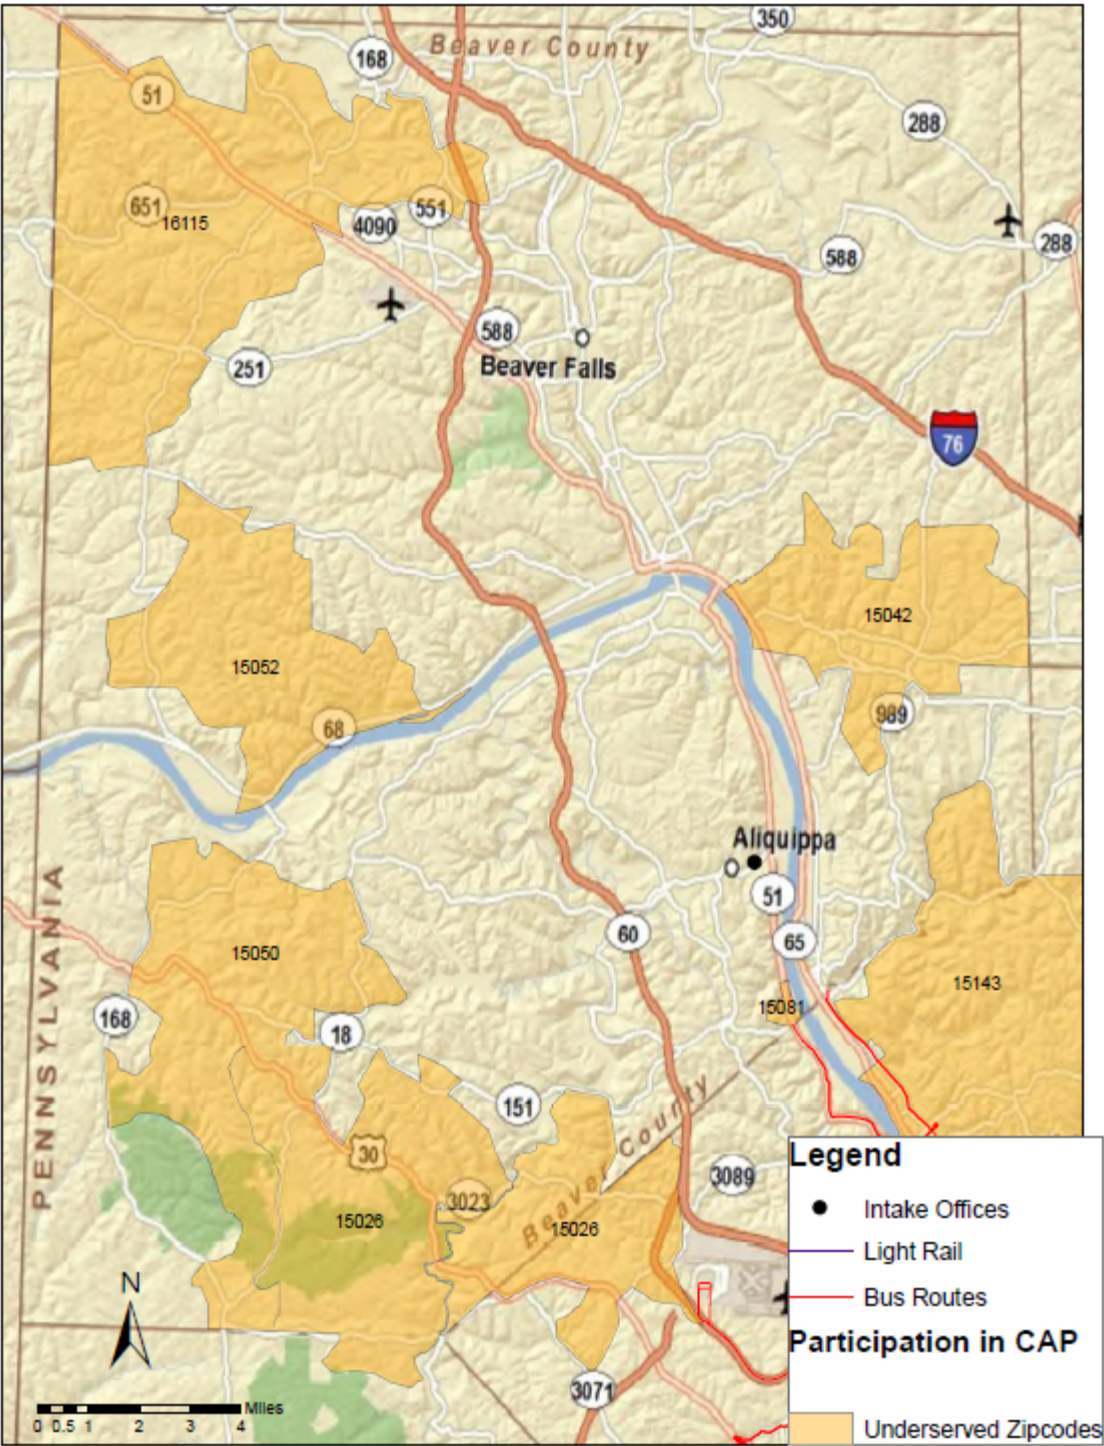 350
Beaver County
168
51
288
651
16115
551
4090
288
588
588
Beaver Falls
251
76
15042
15052
68
989
Aliquippa
51
60
65
15050
15143
15081
168
18
PENNSYLVANIA
151
30
3089
3023
Beaver County
15026
15026
N
3071
Miles
0 0.5 1 2 3 4
Legend
Intake Offices
Light Rail
Bus Routes
Participation in CAP
Underserved Zipcodes